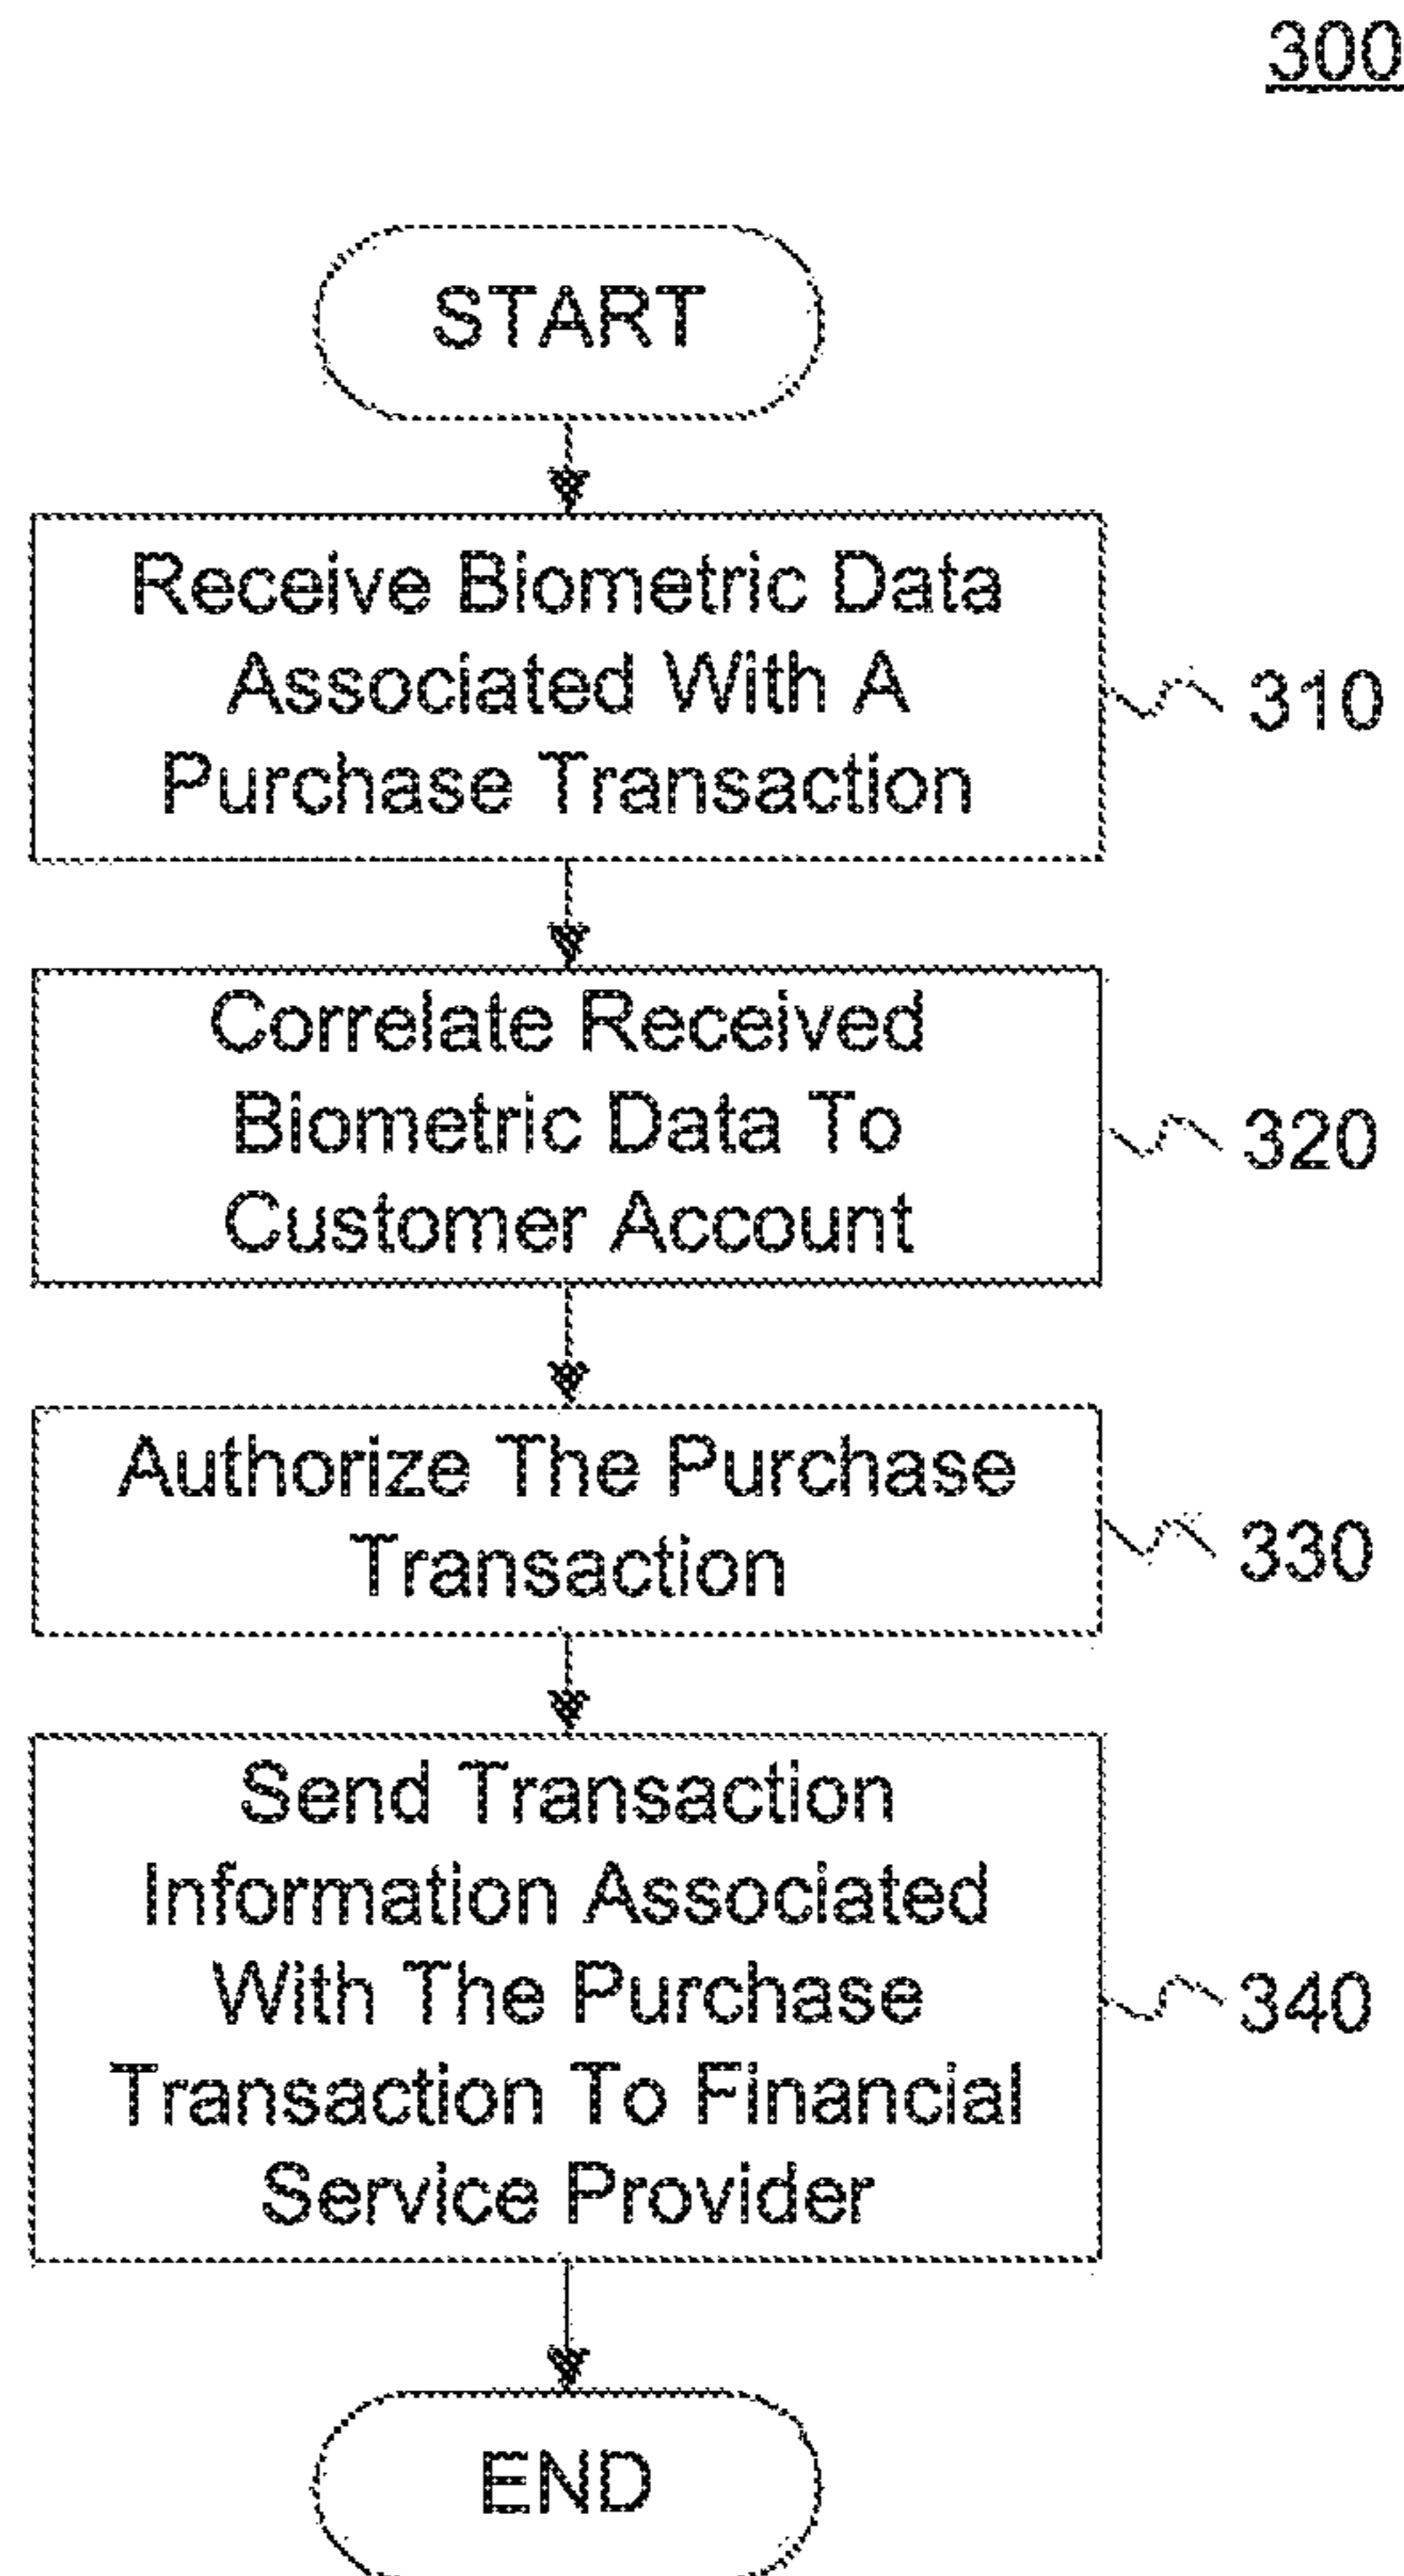 300
START
Receive Biometric Data
Associated With A
Purchase Transaction
310
Correlate Received
Biometric Data To
Customer Account
320
Authorize The Purchase
Transaction
330
Send Transaction
Information Associated
With The Purchase
Transaction To Financial
Service Provider
340
END